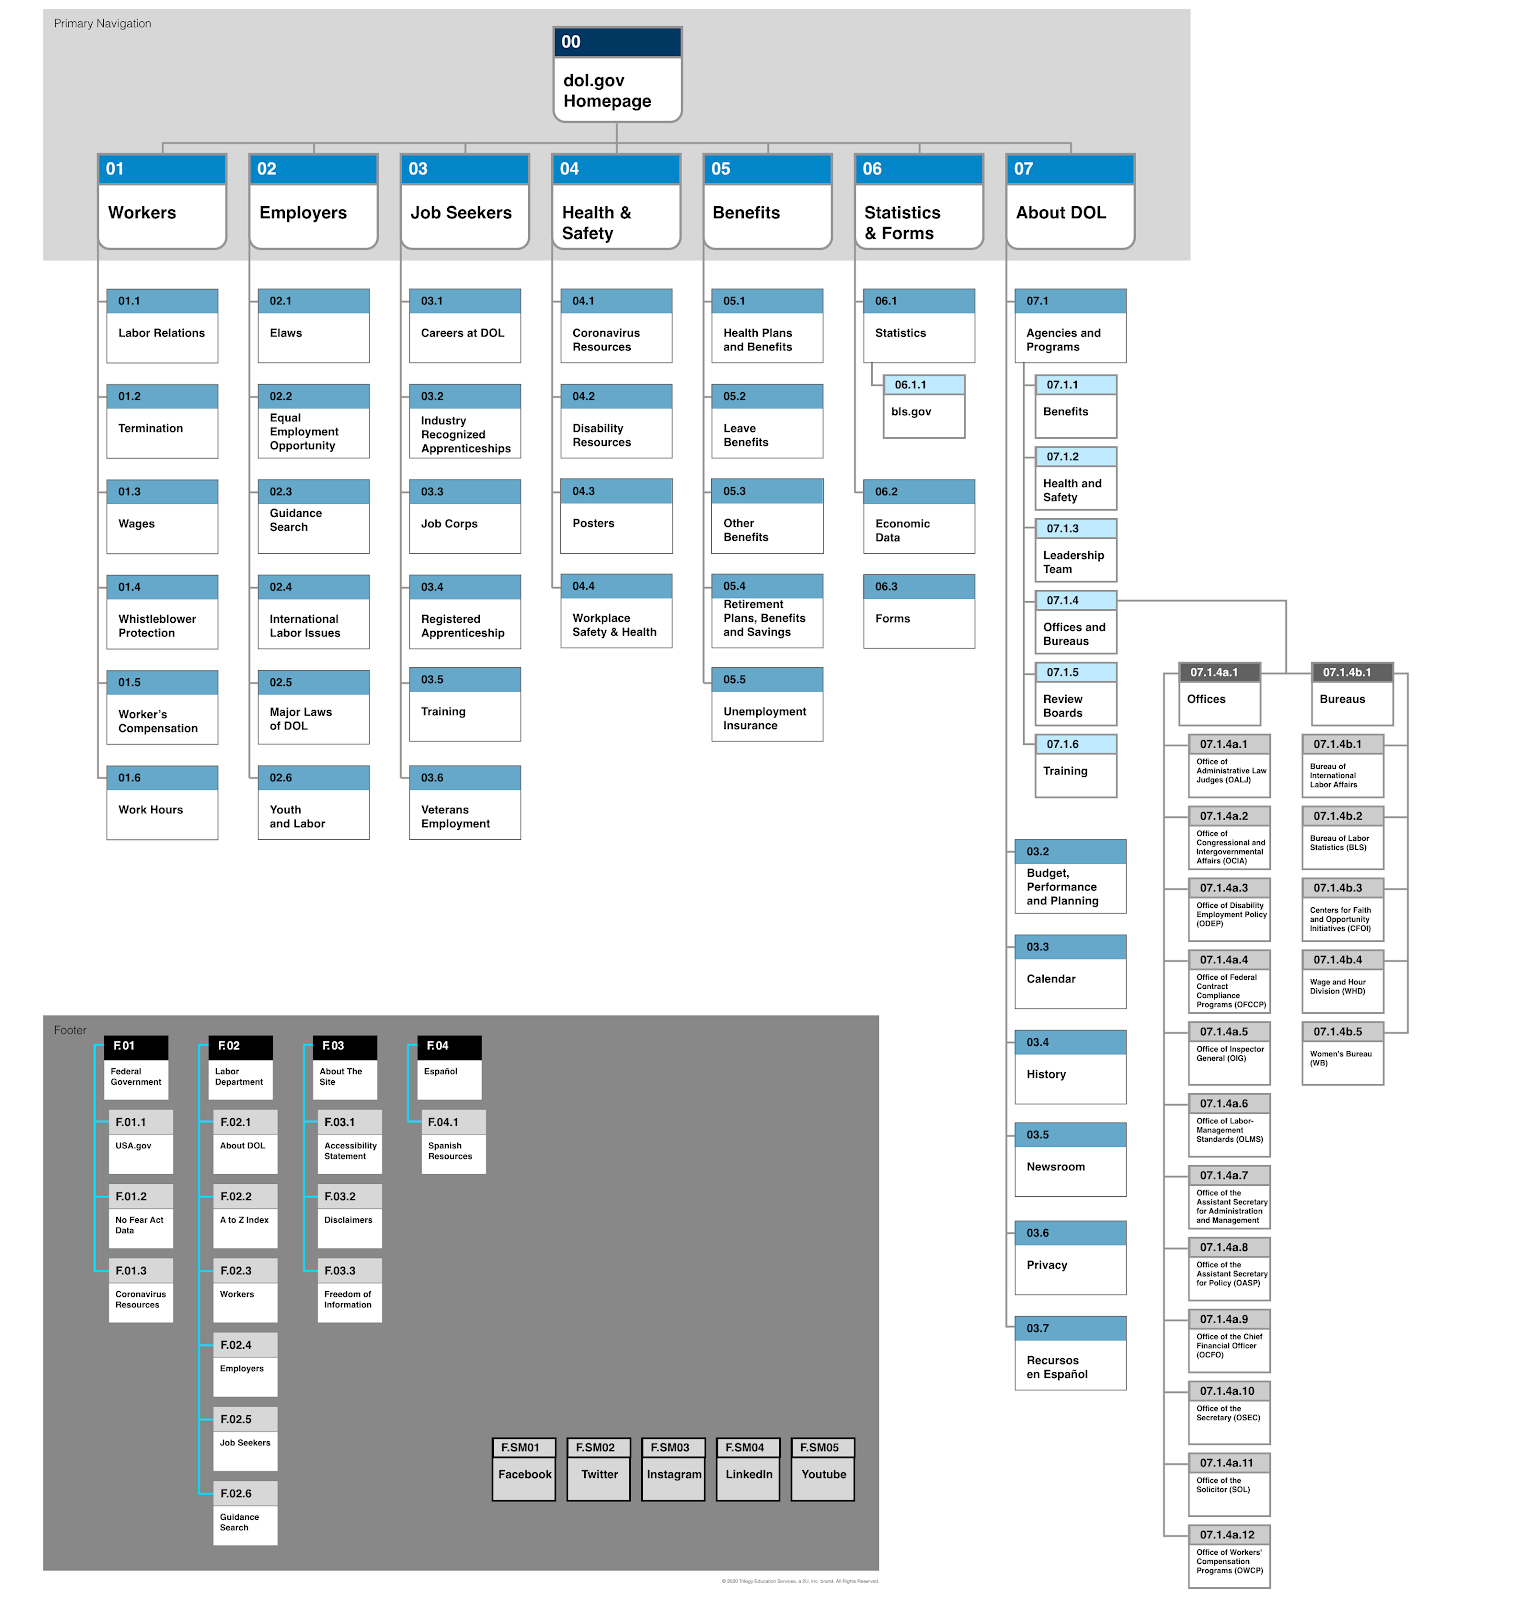 Primary Navigation
00
dol.gov
Homepage
01
Workers
02
Employers
03
Job Seekers
04
Health &
Safety
05
Benefits
06
Statistics
& Forms
07
About DOL
01.1
Labor Relations
01.2
Termination
01.3
Wages
01.4
Whistleblower
Protection
01.5
Worker's
Compensation
01.6
Work Hours
02.1
Elaws
02.2
Equal
Employment
Opportunity
02.3
Guidance
Search
02.4
International
Labor Issues
02.5
Major Laws
of DOL
02.6
Youth
and Labor
03.1
Careers at DOL
03.2
Industry
Recognized
Apprenticeships
03.3
Job Corps
03.4
Registered
Apprenticeship
03.5
Training
03.6
Veterans
Employment
04.1
Coronavirus
Resources
04.2
Disability
Resources
04.3
Posters
04.4
Workplace
Safety & Health
05.1
Health Plans
and Benefits
05.2
Leave
Benefits
05.3
Other
Benefits
05.4
Retirement
Plans, Benefits
and Savings
05.5
Unemployment
Insurance
06.1
Statistics
06.1.1
bls.gov
06.2
Economic
Data
06.3
Forms
07.1
Agencies and
Programs
07.1.1
Benefits
07.1.2
Health and
Safety
07.1.3
Leadership
Team
07.1.4
Offices and
Bureaus
07.1.5
Review
Boards
07.1.6
Training
03.2
Budget,
Performance
and Planning
03.3
Calendar
03.4
History
03.5
Newsroom
03.6
Privacy
03.7
Recursos
en Español
07.1.4a.1
Offices
07.1.4a.1
Office of
Administrative Law
Judges (OALJ)
07.1.4a.2
Office of
Congressional and
Intergovernmental
Affairs (OCIA)
07.1.4a.3
Office of Disability
Employment Policy
(ODEP)
07.1.4a.4
Office of Federal
Contract
Compliance
Programs (OFCCP)
07.1.4a.5
Office of Inspector
General (OIG)
07.1.4a.6
Office of Labor-
Management
Standards (OLMS)
07.1.4a.7
Office of the
Assistant Secretary
for Administration
and Management
07.1.4a.8
Office of the
Assistant Secretary
for Policy (OASP)
07.1.4a.9
Office of the Chief
Financial Officer
(OCFO)
07.1.4a.10
Office of the
Secretary (OSEC)
07.1.4a.11
Office of the
Solicitor (SOL)
07.1.4a.12
Office of Workers'
Compensation
Programs (OWCP)
07.1.4b.1
Bureaus
07.1.4b.1
Bureau of
International
Labor Affairs
07.1.4b.2
Bureau of Labor
Statistics (BLS)
07.1.4b.3
Centers for Faith
and Opportunity
Initiatives (CFOI)
07.1.4b.4
Wage and Hour
Division (WHD)
07.1.4b.5
Women's Bureau
(WB)
Footer
F.01
Federal
Government
F.01.1
USA.gov
F.01.2
No Fear Act
Data
F.01.3
Coronavirus
Resources
F.02
Labor
Department
F.02.1
About DOL
F.02.2
A to Z Index
F.02.3
Workers
F.02.4
Employers
F.02.5
Job Seekers
F.02.6
Guidance
Search
F.03
About The
Site
F.03.1
Accessibility
Statement
F.03.2
Disclaimers
F.03.3
Freedom of
Information
F.04
Español
F.04.1
Spanish
Resources
F.SM01
Facebook
F.SM02
Twitter
F.SM03
Instagram
F.SM04
LinkedIn
F.SM05
Youtube
© 2020 Trilogy Education Services, a 2U, Inc. brand. All Rights Reserved.